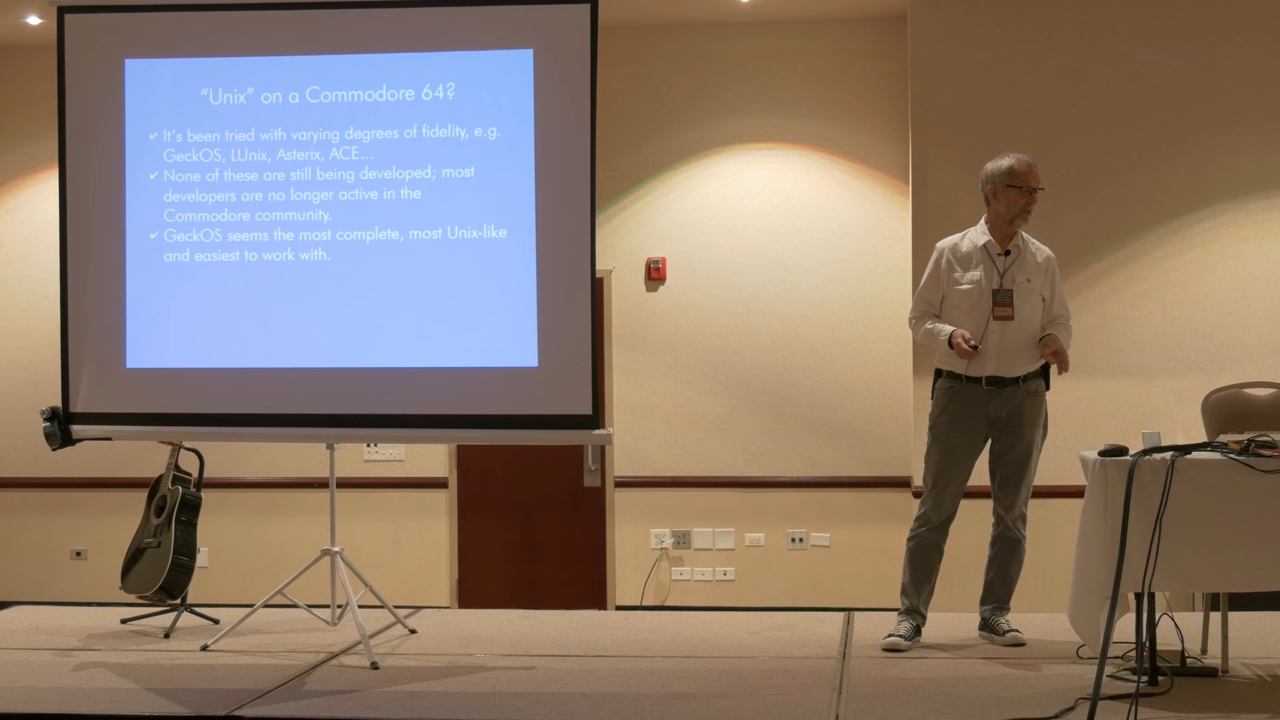 “Unix” on a Commodore 64?
✔ It’s been tried with varying degrees of fidelity, e.g.
GeckOS, LUnix, Asterix, ACE...
✔ None of these are still being developed; most
developers are no longer active in the
Commodore community.
✔ GeckOS seems the most complete, most Unix-like
and easiest to work with.